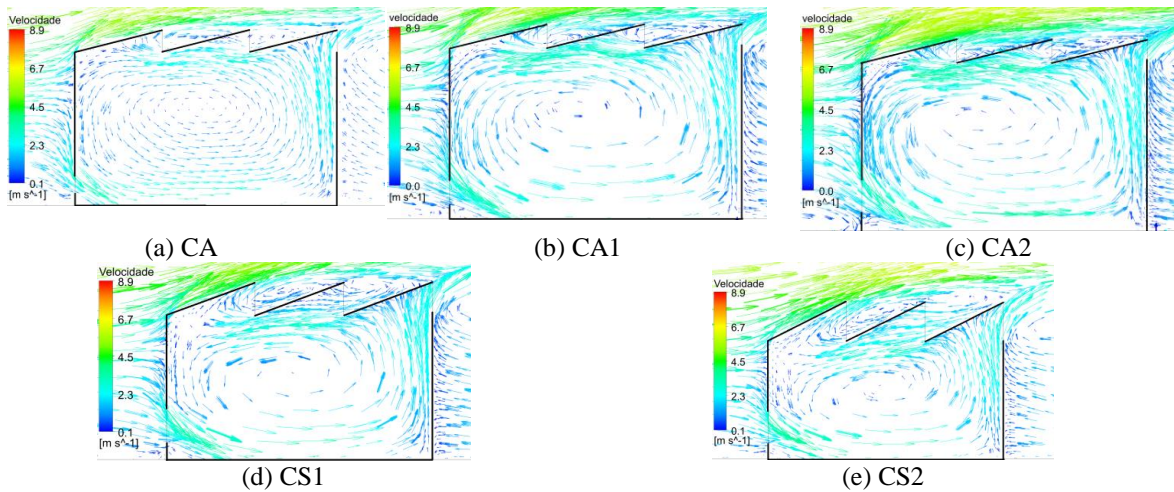 Velocidade
8.9
6.7
4.5
2.3
0.1
[m s^-1]
(a) CA
Velocidade
8.9
6.7
4.5
2.3
0.0
[m s^-1]
(b) CA1
velocidade
8.9
6.7
4.5
2.3
0.0
[m s^-1]
(c) CA2
Velocidade
8.9
6.7
4.5
2.3
0.1
[m s^-1]
(d) CS1
Velocidade
8.9
6.7
4.5
2.3
0.1
[m s^-1]
(e) CS2